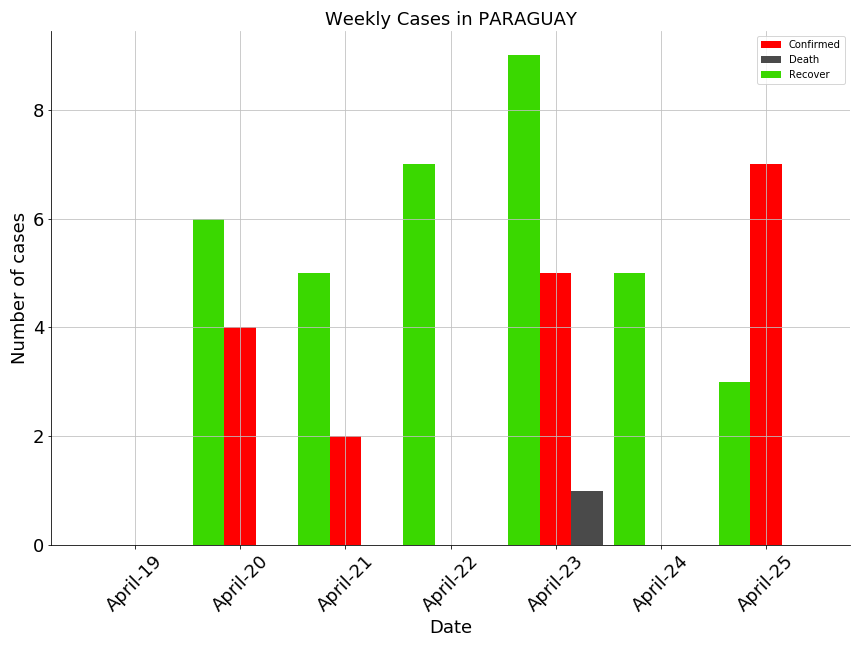 Weekly Cases in PARAGUAY
Confirmed
Death
Recover
Number of cases
8
6
4
2
0
April-19
April-20
April-21
April-22
April-23
April-24
April-25
Date